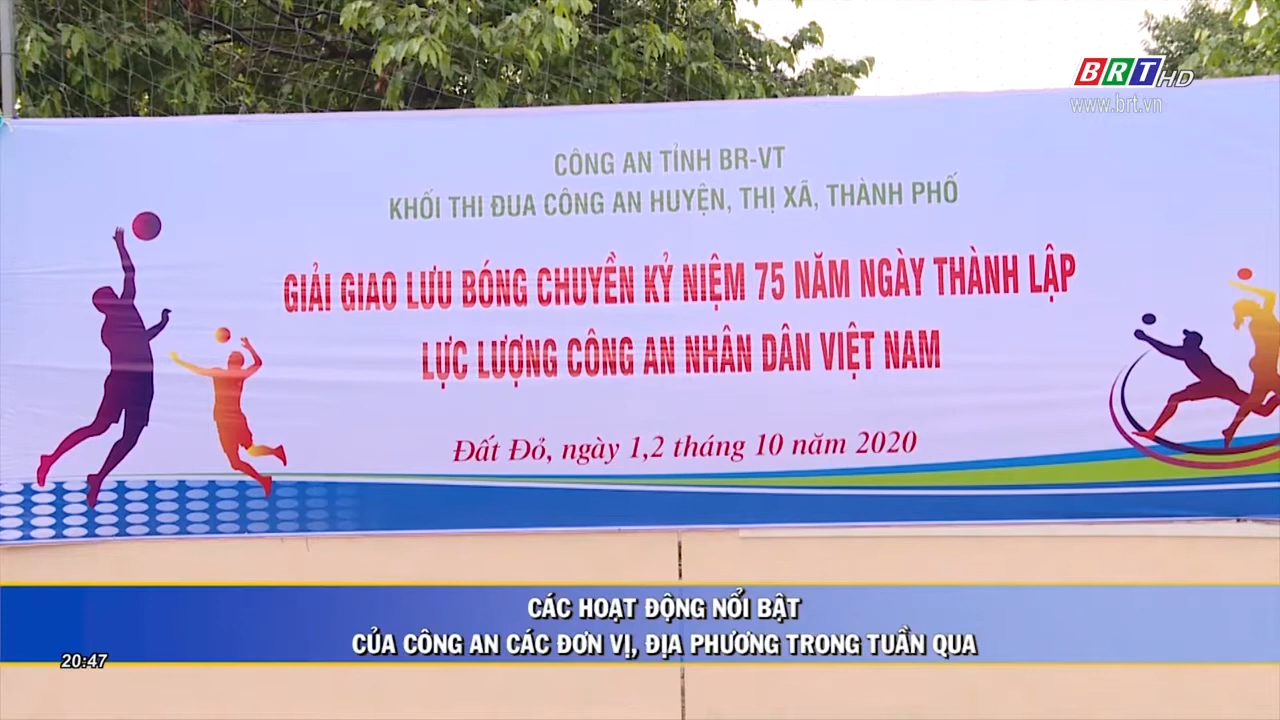 BRT HD
www.brt.vn
CÔNG AN TỈNH BR-VT
KHỐI THI ĐUA CÔNG AN HUYỆN, THỊ XÃ, THÀNH PHỐ
GIẢI GIAO LƯU BÓNG CHUYỀN KỶ NIỆM 75 NĂM NGÀY THÀNH LẬP
LỰC LƯỢNG CÔNG AN NHÂN DÂN VIỆT NAM
Đất Đỏ, ngày 1,2 tháng 10 năm 2020
CÁC HOẠT ĐỘNG NỔI BẬT
CỦA CÔNG AN CÁC ĐƠN VỊ, ĐỊA PHƯƠNG TRONG TUẦN QUA
20:47